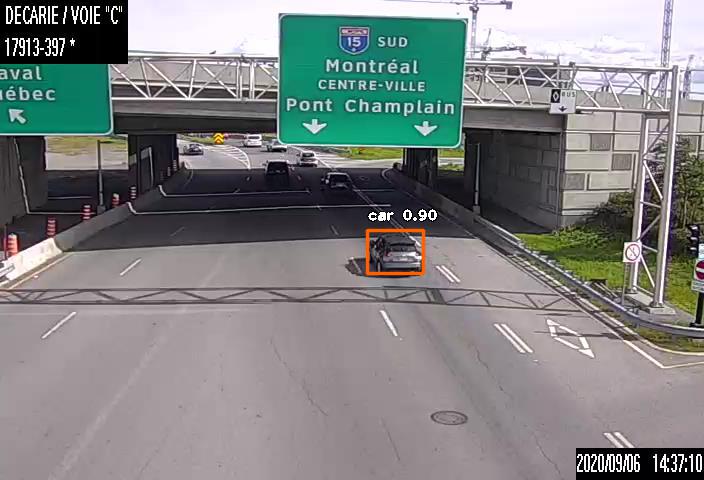 DECARIE / VOIE "C"
17913-397 *
aval
uébec
15 SUD
Montréal
CENTRE-VILLE
Pont Champlain
BUS
car 0.90
2020/09/06 14:37:10